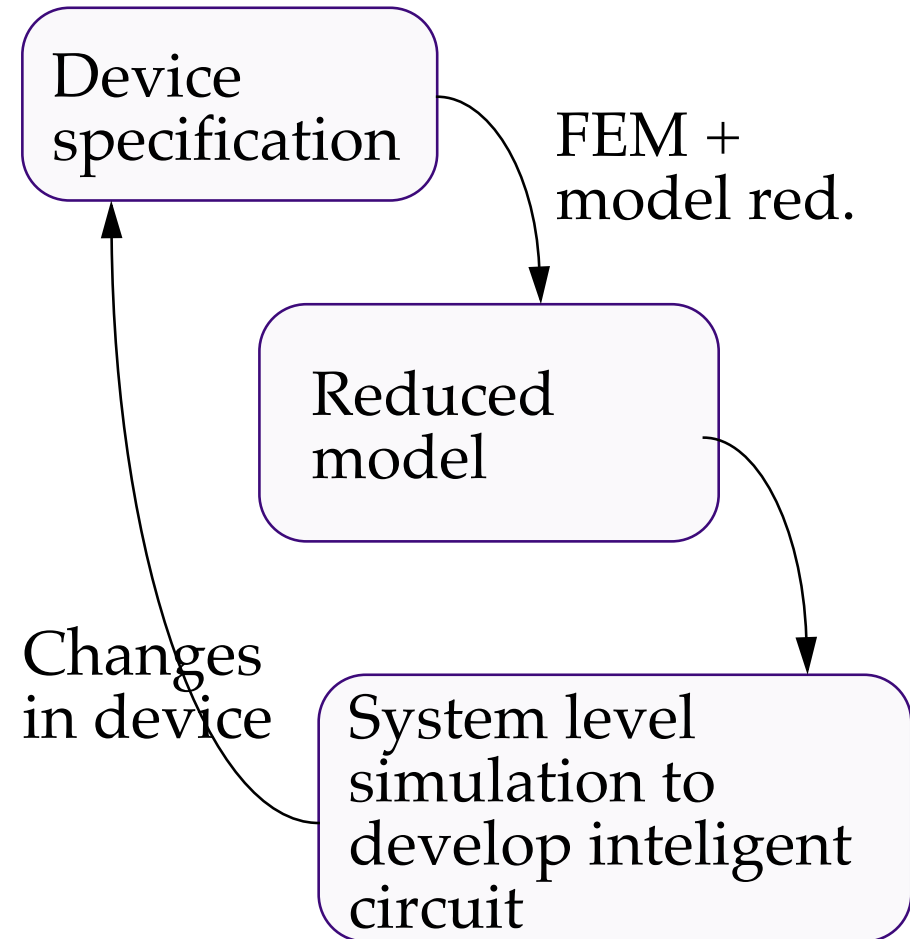 Device
specification
FEM +
model red.
Reduced
model
Changes
in device
System level
simulation to
develop inteligent
circuit